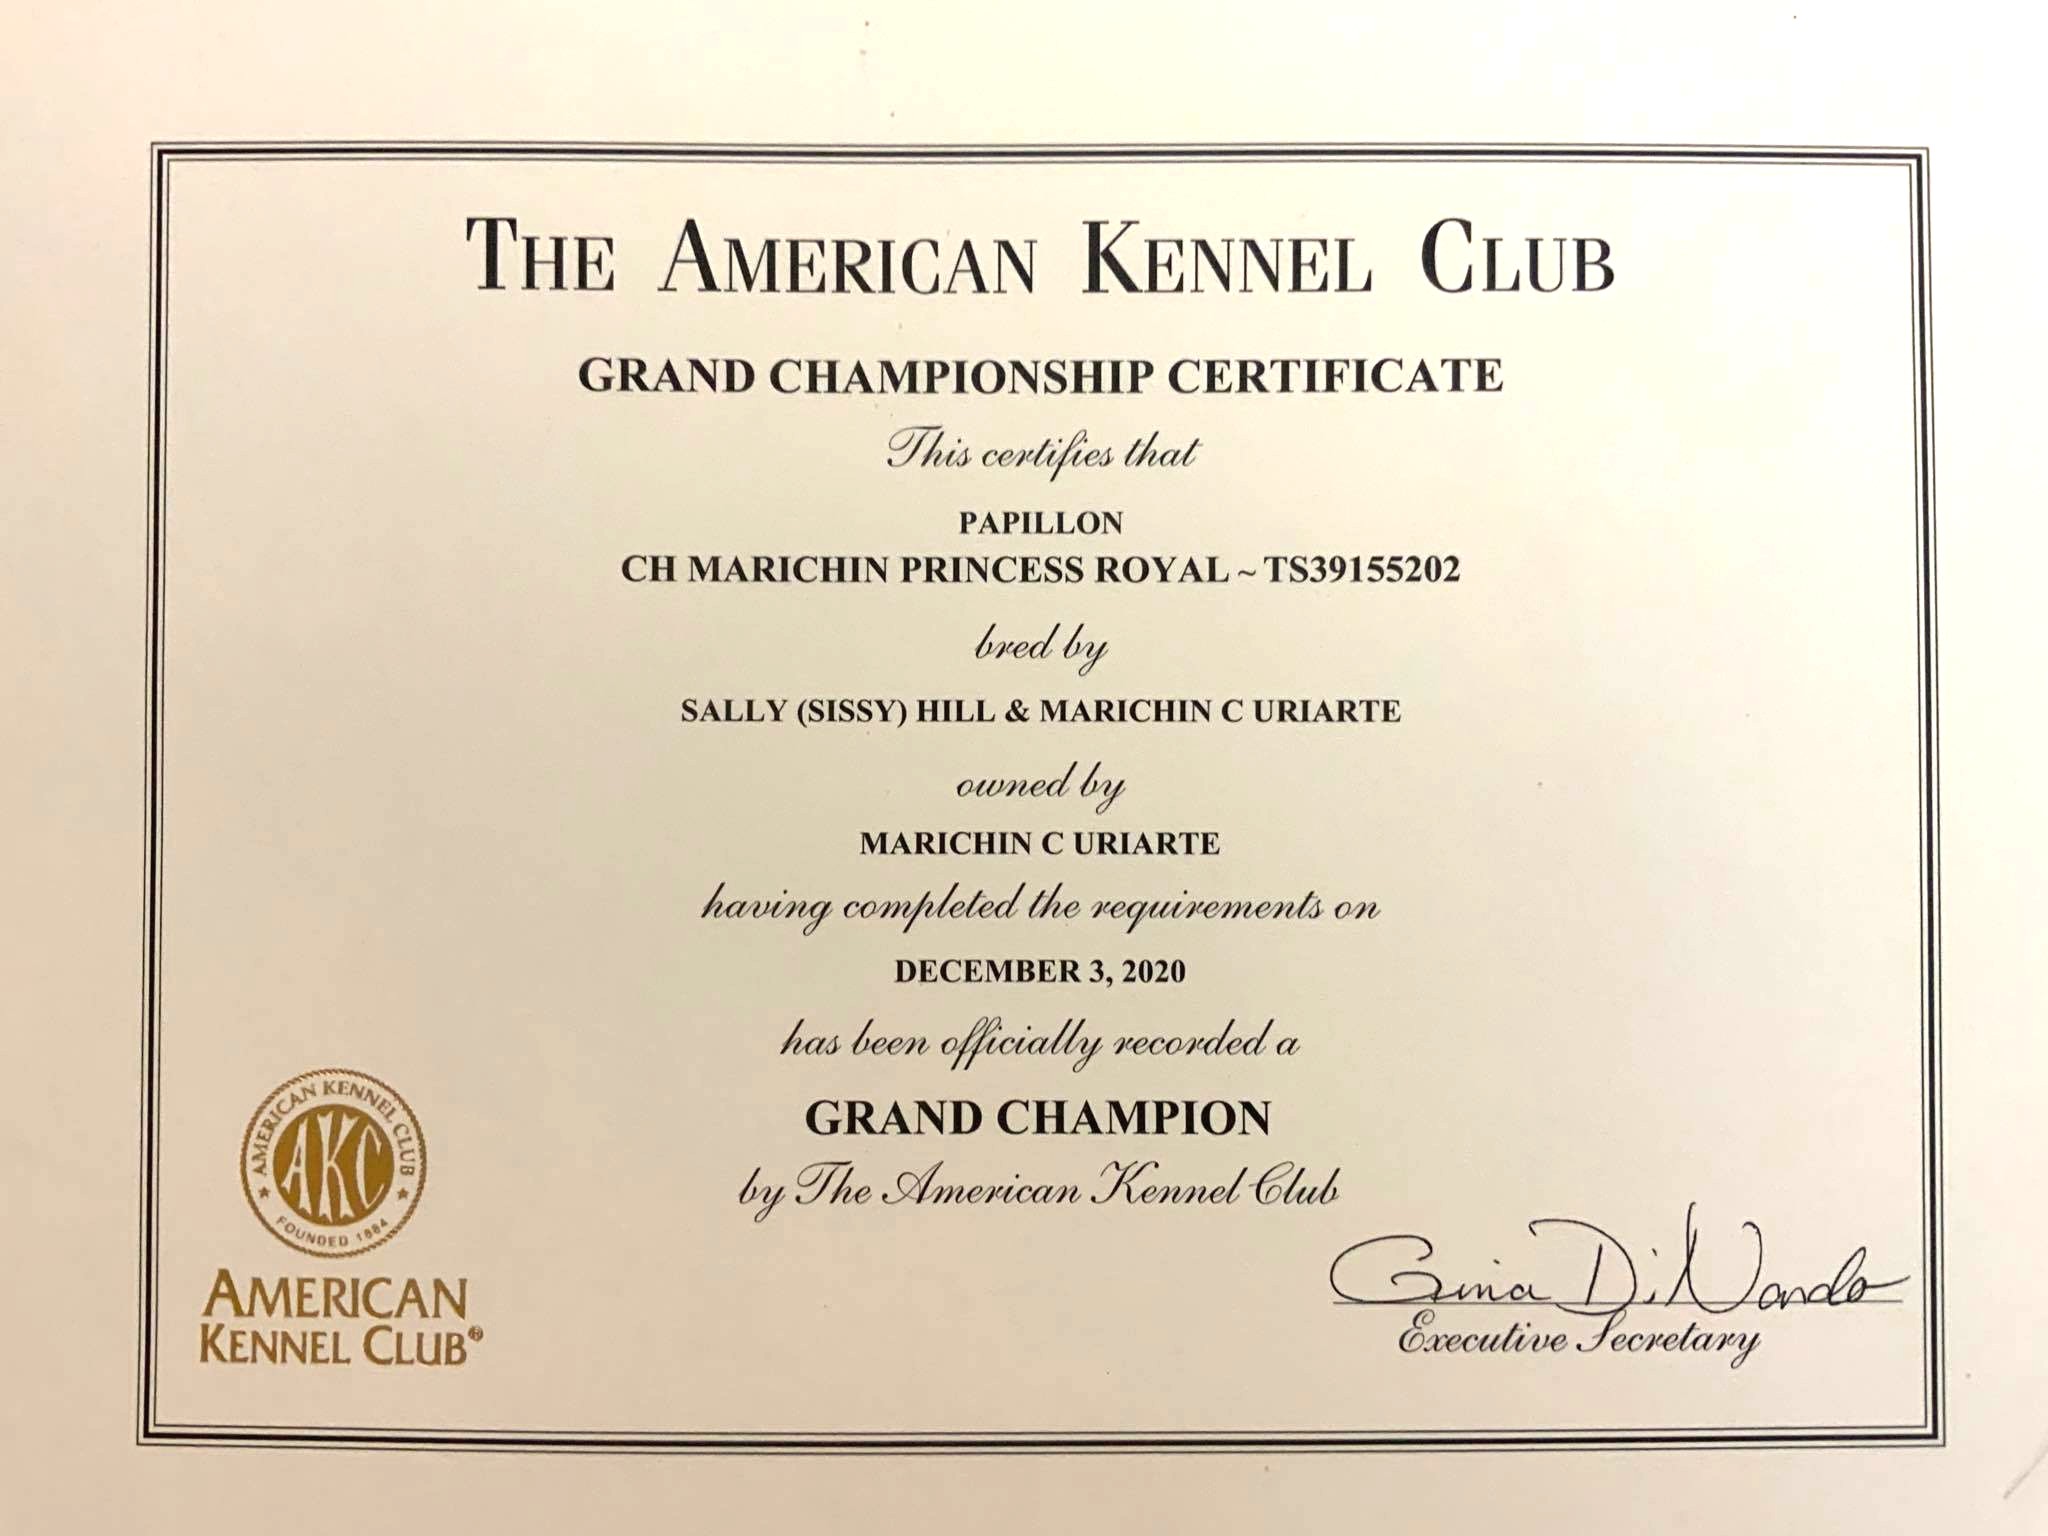 THE AMERICAN KENNEL CLUB
GRAND CHAMPIONSHIP CERTIFICATE
This certifies that
PAPILLON
CH MARICHIN PRINCESS ROYAL ~ TS39155202
bred by
SALLY (SISSY) HILL & MARICHIN C URIARTE
owned by
MARICHIN C URIARTE
having completed the requirements on
DECEMBER 3, 2020
has been officially recorded a
GRAND CHAMPION
by The American Kennel Club
AMERICAN KENNEL CLUB
AKC
FOUNDED 1884
AMERICAN
KENNEL CLUB®
Gina DiNardo
Executive Secretary